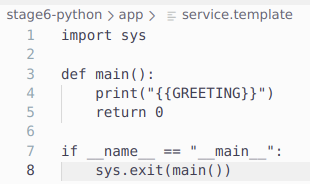 stage6-python > app > service.template
1 import sys
2
3 def main():
4     print("{{GREETING}}")
5     return 0
6
7 if __name__ == "__main__":
8     sys.exit(main())